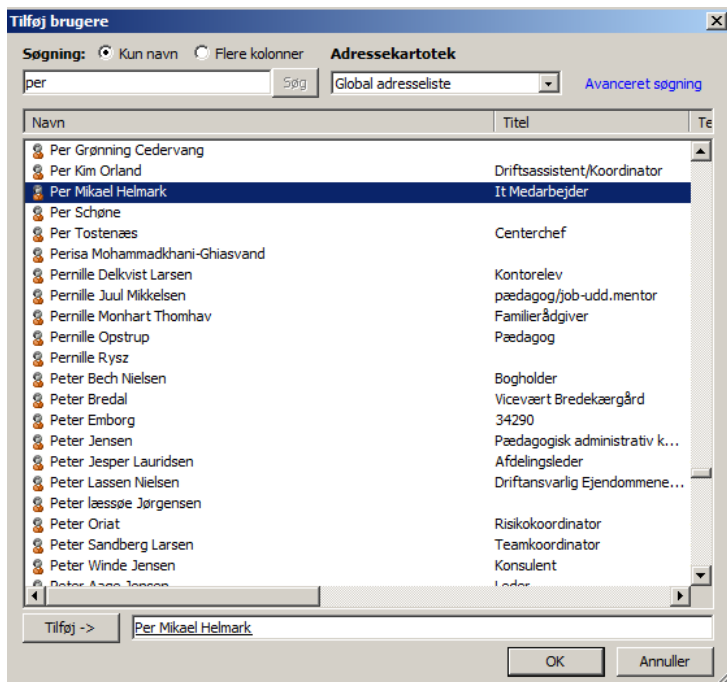 Tilføj brugere
Søgning: Kun navn Flere kolonner Adressekartotek
per Søg Global adresseliste Avanceret søgning
Navn Titel Te
Per Grønning Cedervang
Per Kim Orland Driftsassistent/Koordinator
Per Mikael Helmark It Medarbejder
Per Schøne
Per Tostenæs Centerchef
Perisa Mohammadkhani-Ghiasvand
Pernille Delkvist Larsen Kontorelev
Pernille Juul Mikkelsen pædagog/job-udd.mentor
Pernille Monhart Thomhav Familierådgiver
Pernille Opstrup Pædagog
Pernille Rysz
Peter Bech Nielsen Bogholder
Peter Bredal Vicevært Bredekærgård
Peter Emborg 34290
Peter Jensen Pædagogisk administrativ k...
Peter Jesper Lauridsen Afdelingsleder
Peter Lassen Nielsen Driftansvarlig Ejendommene...
Peter læssøe Jørgensen
Peter Oriat Risikokoordinator
Peter Sandberg Larsen Teamkoordinator
Peter Winde Jensen Konsulent
Peter Aage Jensen Leder
Tilføj -> Per Mikael Helmark
OK Annuller